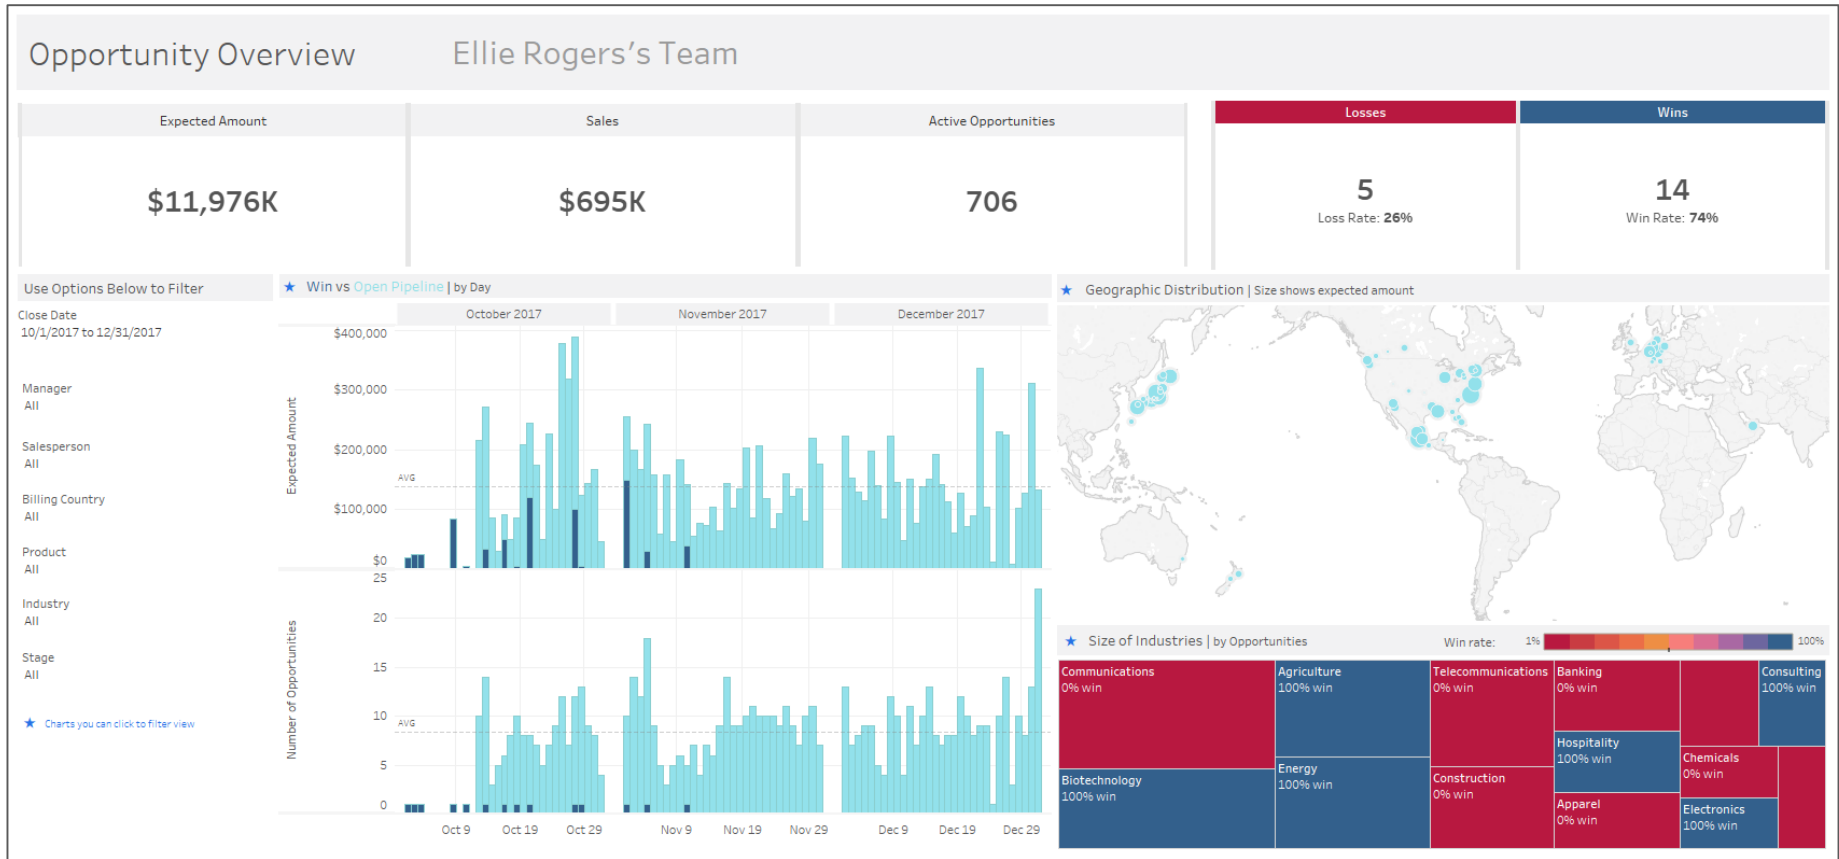 Opportunity Overview
Ellie Rogers's Team
Expected Amount
Sales
Active Opportunities
Losses
Wins
$11,976K
$695K
706
5
Loss Rate: 26%
14
Win Rate: 74%
Use Options Below to Filter
Close Date
10/1/2017 to 12/31/2017
Manager
All
Salesperson
All
Billing Country
All
Product
All
Industry
All
Stage
All
★ Charts you can click to filter view
★ Win vs Open Pipeline | by Day
October 2017
November 2017
December 2017
Expected Amount
$400,000
$300,000
$200,000
AVG
$100,000
$0
Number of Opportunities
25
20
15
10
AVG
5
0
Oct 9
Oct 19
Oct 29
Nov 9
Nov 19
Nov 29
Dec 9
Dec 19
Dec 29
★ Geographic Distribution | Size shows expected amount
★ Size of Industries | by Opportunities
Win rate:
1%
100%
Communications
0% win
Biotechnology
100% win
Agriculture
100% win
Energy
100% win
Telecommunications
0% win
Construction
0% win
Banking
0% win
Hospitality
100% win
Apparel
0% win
Consulting
100% win
Chemicals
0% win
Electronics
100% win